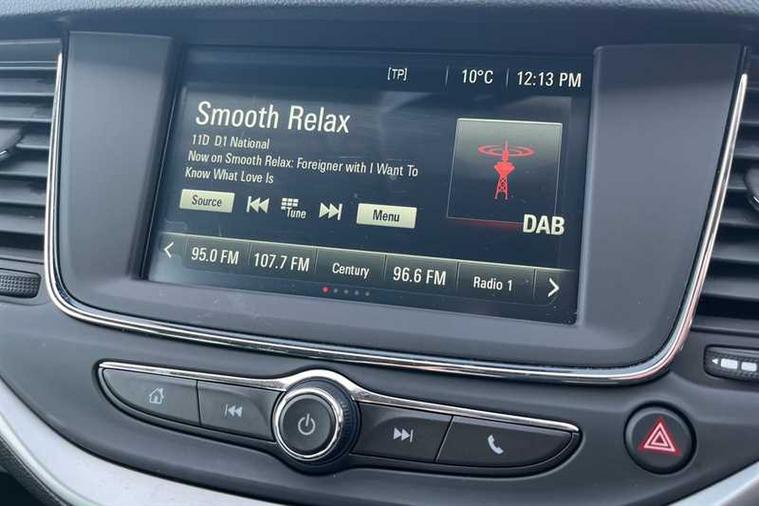 [TP] 10°C 12:13 PM
Smooth Relax
11D D1 National
Now on Smooth Relax: Foreigner with I Want To
Know What Love Is
Source Tune Menu
DAB
95.0 FM 107.7 FM Century 96.6 FM Radio 1